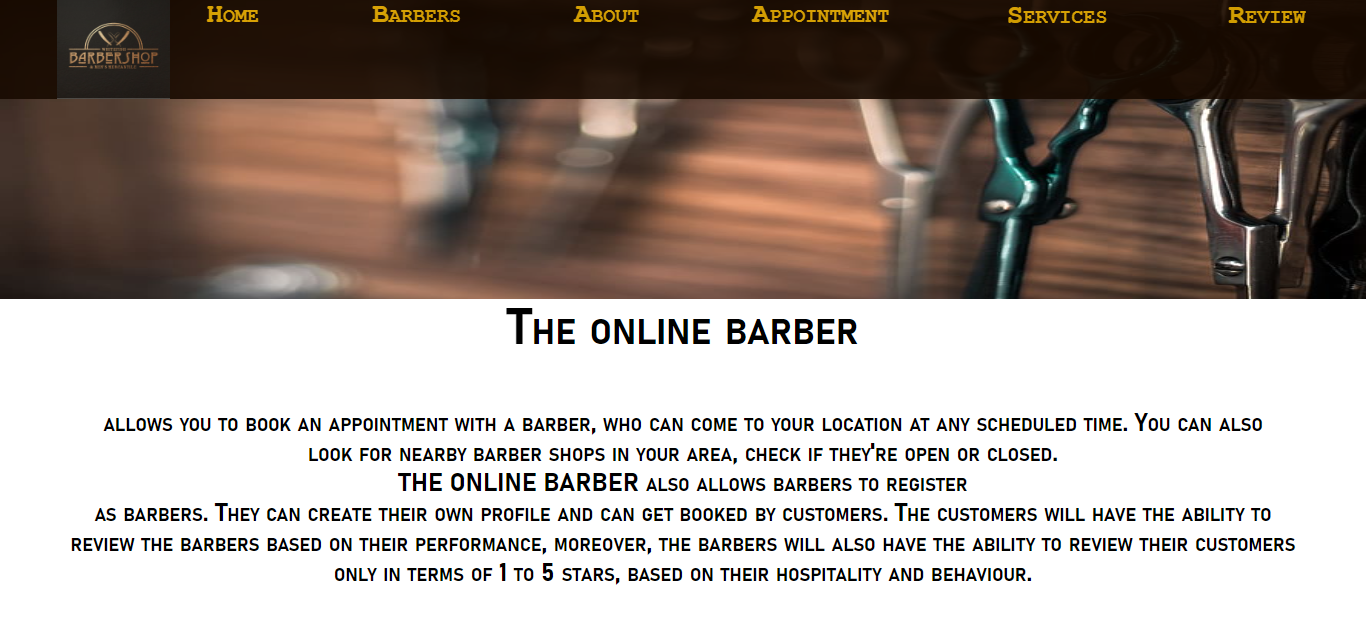 Home Barbers About Appointment Services Review
BARBERSHOP
The online barber
allows you to book an appointment with a barber, who can come to your location at any scheduled time. You can also
look for nearby barber shops in your area, check if they're open or closed.
THE ONLINE BARBER also allows barbers to register
as barbers. They can create their own profile and can get booked by customers. The customers will have the ability to
review the barbers based on their performance, moreover, the barbers will also have the ability to review their customers
only in terms of 1 to 5 stars, based on their hospitality and behaviour.